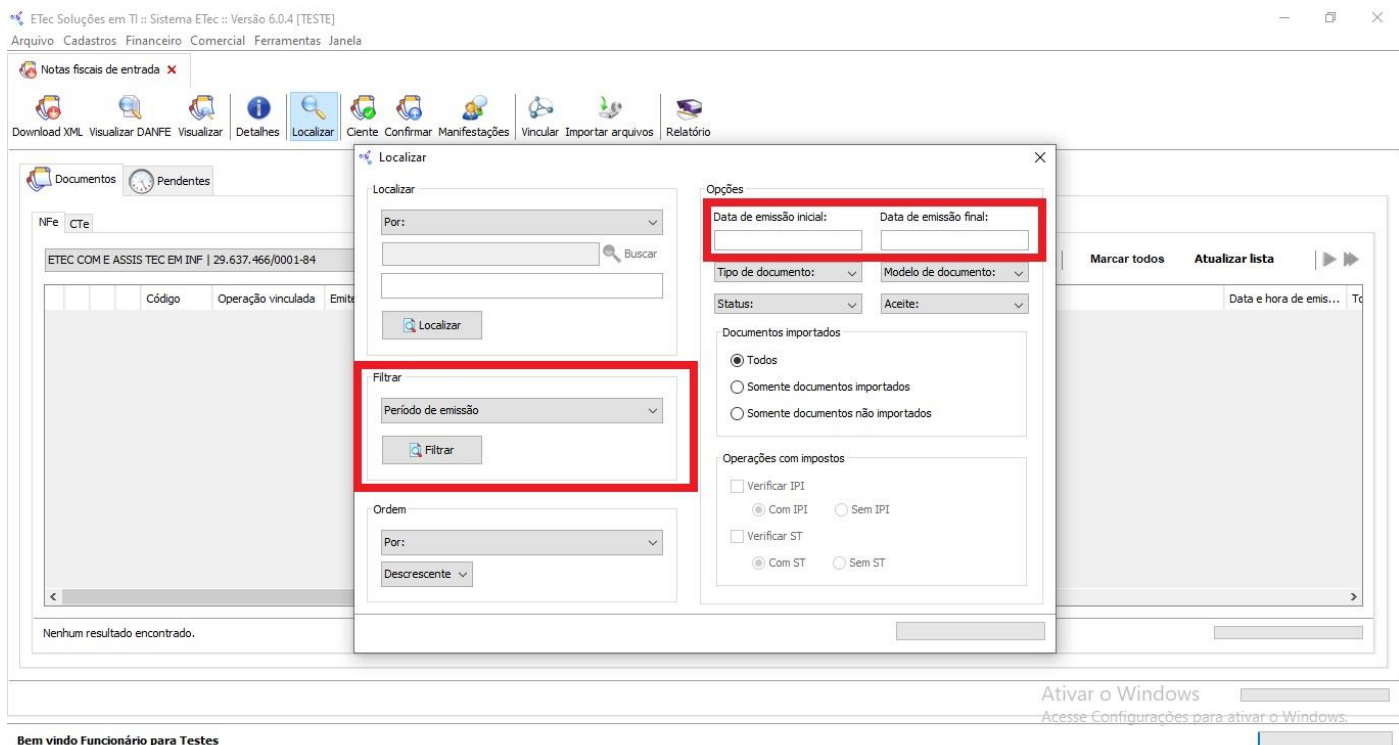 ETec Soluções em TI :: Sistema ETec :: Versão 6.0.4 [TESTE]
Arquivo Cadastros Financeiro Comercial Ferramentas Janela
Notas fiscais de entrada
Download XML Visualizar DANFE Visualizar Detalhes Localizar Ciente Confirmar Manifestações Vincular Importar arquivos Relatório
Documentos Pendentes
NFe CTe
ETEC COM E ASSIS TEC EM INF | 29.637.466/0001-84
Marcar todos Atualizar lista
Código Operação vinculada Emite
Data e hora de emis... To
Nenhum resultado encontrado.
Localizar
Localizar
Por:
Buscar
Localizar
Filtrar
Período de emissão
Filtrar
Ordem
Por:
Descrescente
Opções
Data de emissão inicial: Data de emissão final:
Tipo de documento: Modelo de documento:
Status: Aceite:
Documentos importados
Todos
Somente documentos importados
Somente documentos não importados
Operações com impostos
Verificar IPI
Com IPI Sem IPI
Verificar ST
Com ST Sem ST
Ativar o Windows
Acesse Configurações para ativar o Windows.
Bem vindo Funcionário para Testes